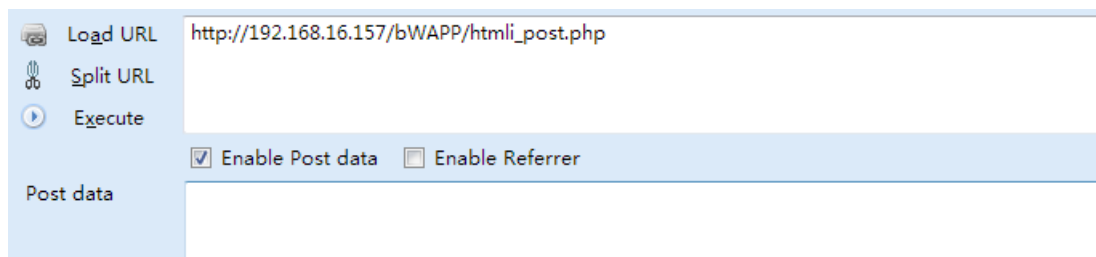 Load URL http://192.168.16.157/bWAPP/htmli_post.php
Split URL
Execute
Enable Post data Enable Referrer
Post data